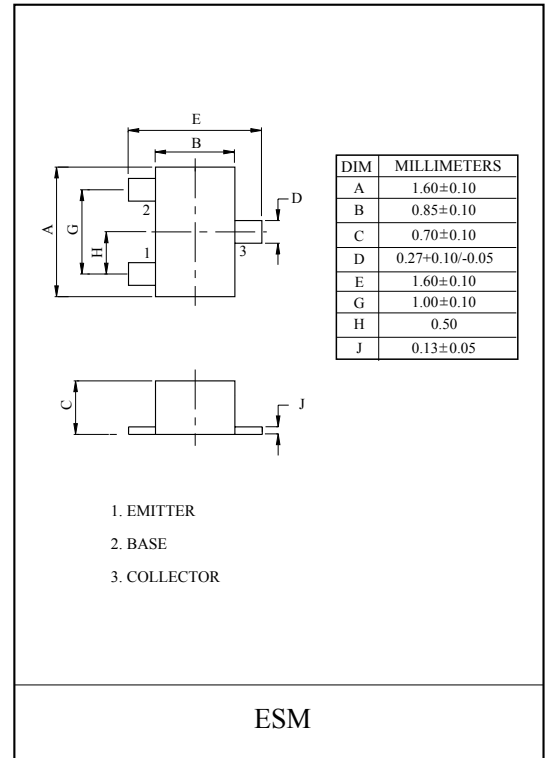 E
B
A
G
H
2
1
3
D
DIM MILLIMETERS
A 1.60±0.10
B 0.85±0.10
C 0.70±0.10
D 0.27+0.10/-0.05
E 1.60±0.10
G 1.00±0.10
H 0.50
J 0.13±0.05
C
J
1. EMITTER
2. BASE
3. COLLECTOR
ESM